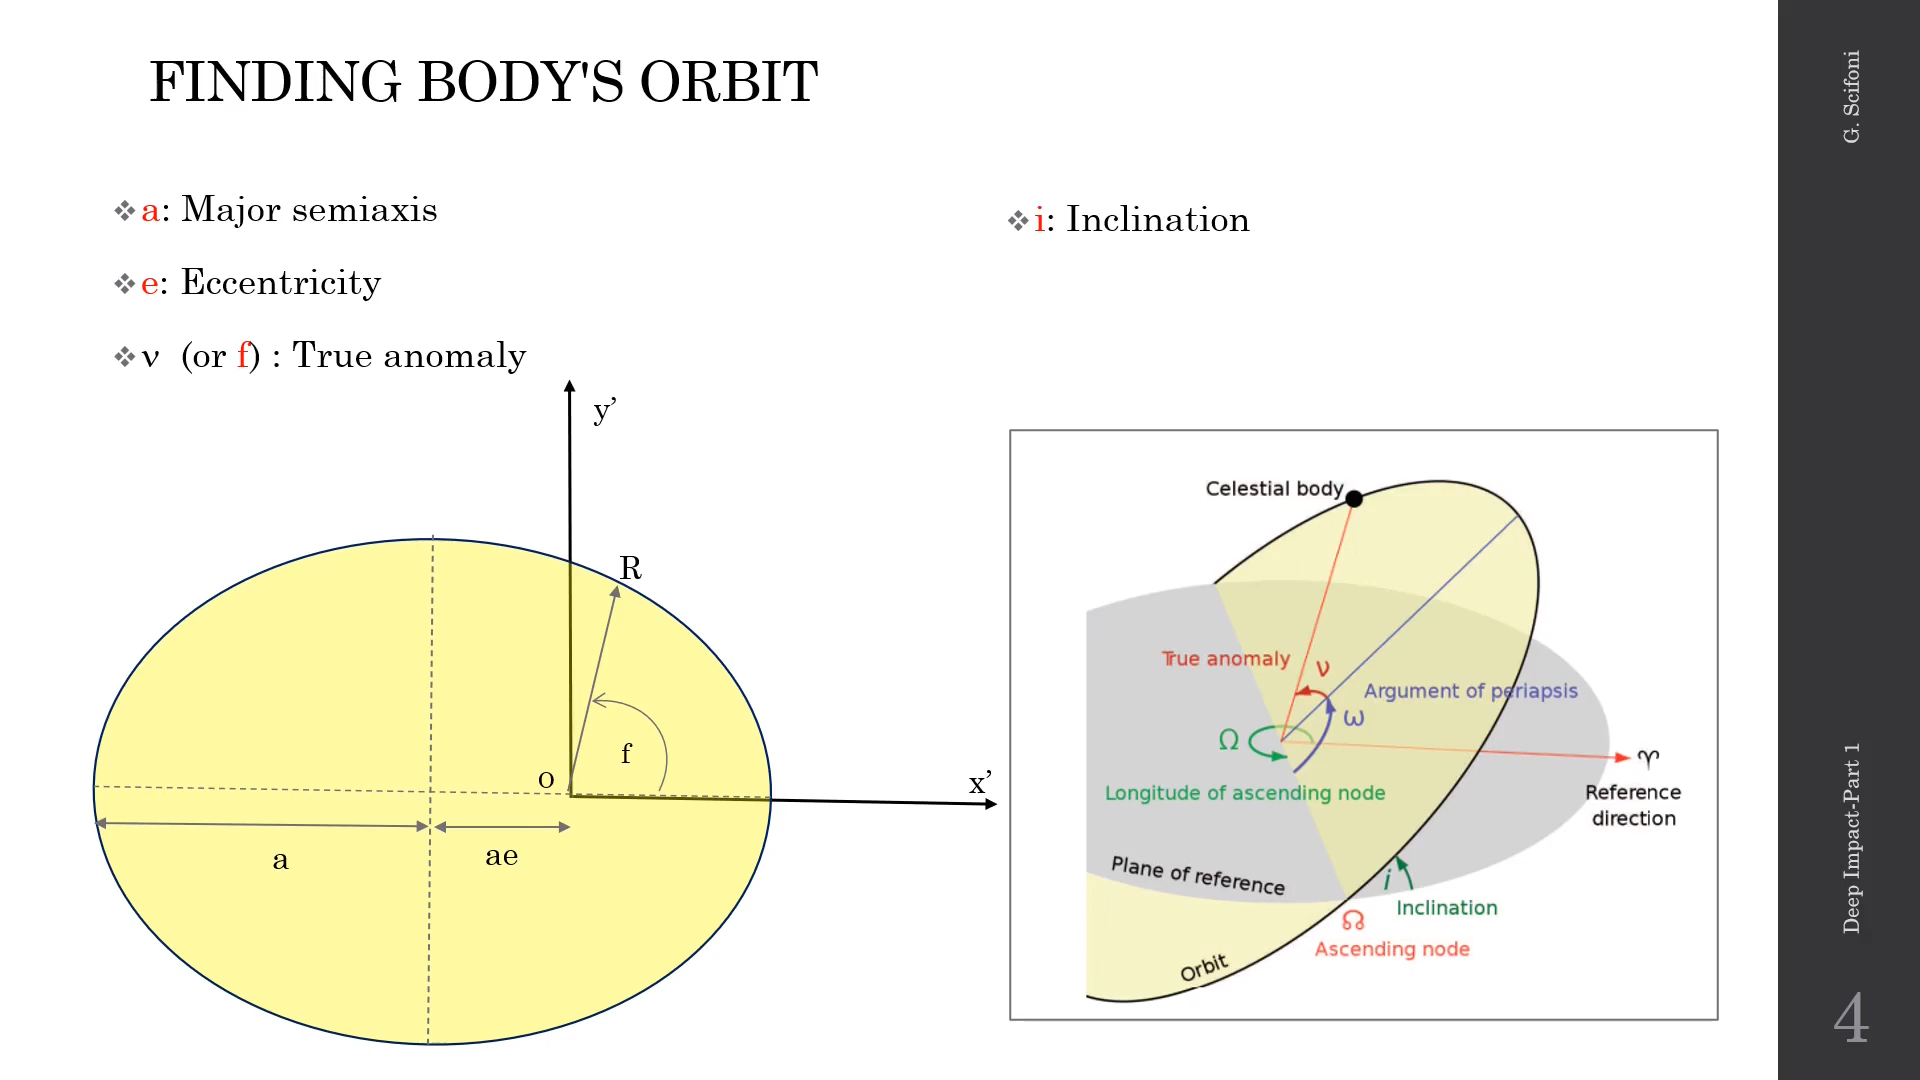 FINDING BODY'S ORBIT
❖a: Major semiaxis
❖e: Eccentricity
❖ν (or f) : True anomaly
y’
R
f
o
x’
a
ae
❖i: Inclination
Celestial body
True anomaly
ν
Argument of periapsis
ω
Ω
♈
Longitude of ascending node
Reference
direction
Plane of reference
i
Inclination
☊
Ascending node
Orbit
G. Scifoni
Deep Impact-Part 1
4